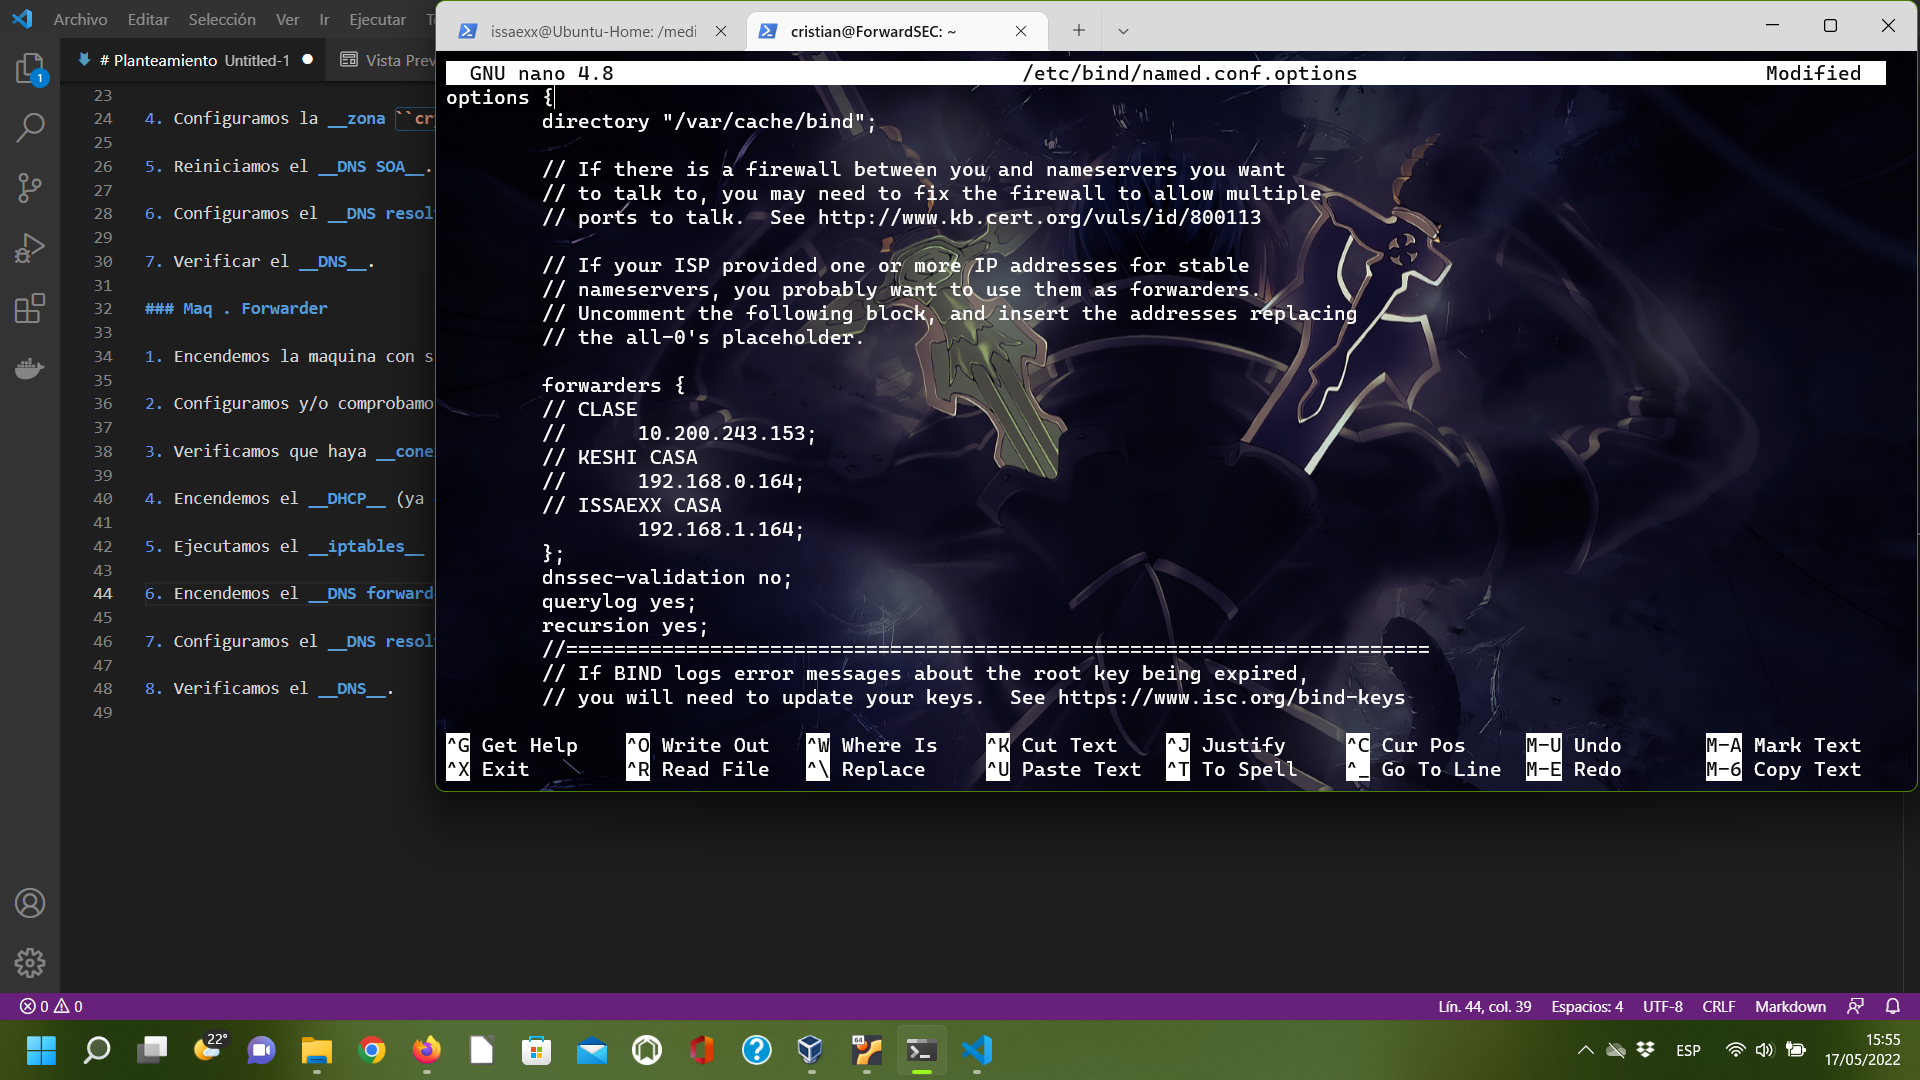 Archivo Editar Selección Ver Ir Ejecutar
issaexx@Ubuntu-Home: /medi
cristian@ForwardSEC: ~
# Planteamiento Untitled-1
Vista Prev
1
23
24 4. Configuramos la __zona ``cr
25
26 5. Reiniciamos el __DNS SOA__.
27
28 6. Configuramos el __DNS resol
29
30 7. Verificar el __DNS__.
31
32 ### Maq . Forwarder
33
34 1. Encendemos la maquina con s
35
36 2. Configuramos y/o comprobamo
37
38 3. Verificamos que haya __cone
39
40 4. Encendemos el __DHCP__ (ya
41
42 5. Ejecutamos el __iptables__
43
44 6. Encendemos el __DNS forward
45
46 7. Configuramos el __DNS resol
47
48 8. Verificamos el __DNS__.
49
GNU nano 4.8 /etc/bind/named.conf.options Modified
options {
directory "/var/cache/bind";
// If there is a firewall between you and nameservers you want
// to talk to, you may need to fix the firewall to allow multiple
// ports to talk.  See http://www.kb.cert.org/vuls/id/800113
// If your ISP provided one or more IP addresses for stable
// nameservers, you probably want to use them as forwarders.
// Uncomment the following block, and insert the addresses replacing
// the all-0's placeholder.
forwarders {
// CLASE
//      10.200.243.153;
// KESHI CASA
//      192.168.0.164;
// ISSAEXX CASA
192.168.1.164;
};
dnssec-validation no;
querylog yes;
recursion yes;
//========================================================================
// If BIND logs error messages about the root key being expired,
// you will need to update your keys.  See https://www.isc.org/bind-keys
^G Get Help ^O Write Out ^W Where Is ^K Cut Text ^J Justify ^C Cur Pos M-U Undo M-A Mark Text
^X Exit ^R Read File ^\ Replace ^U Paste Text ^T To Spell ^_ Go To Line M-E Redo M-6 Copy Text
0 0 Lín. 44, col. 39 Espacios: 4 UTF-8 CRLF Markdown
22°
64
ESP
15:55
17/05/2022